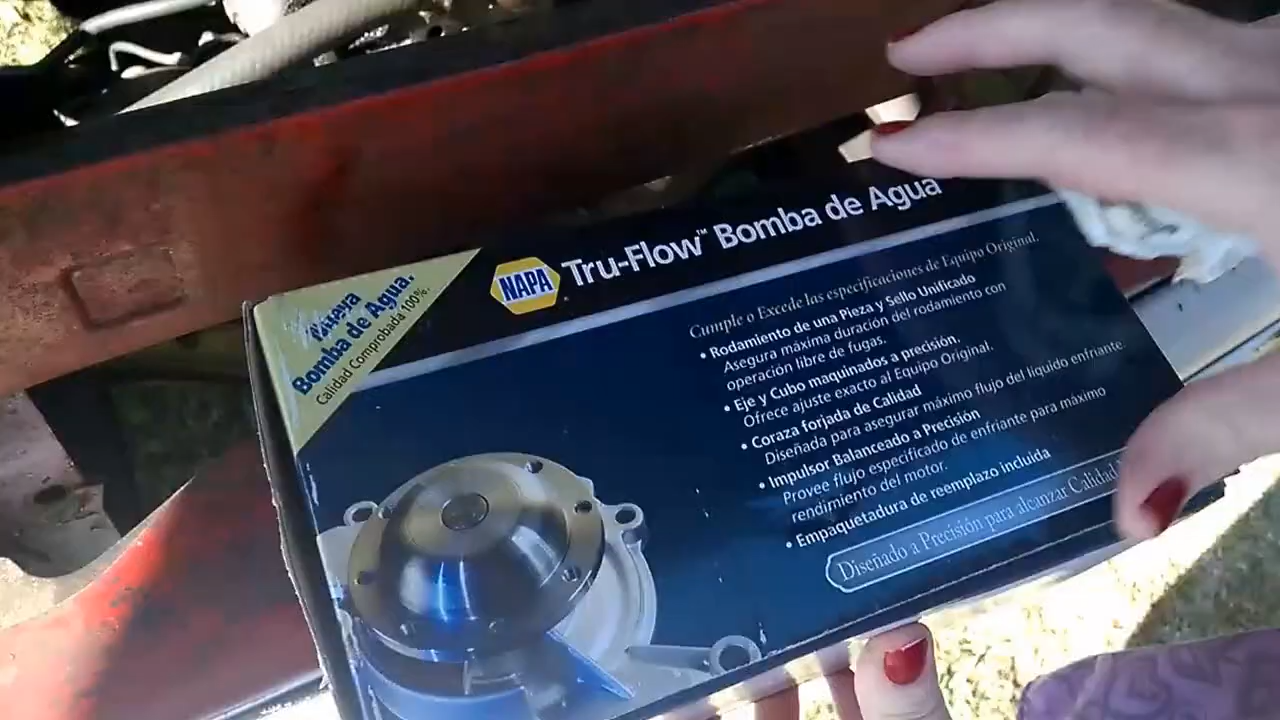 NAPA Tru-Flow™ Bomba de Agua
Nueva
Bomba de Agua.
Calidad Comprobada 100%.
Cumple o Excede las especificaciones de Equipo Original.
• Rodamiento de una Pieza y Sello Unificado
Asegura máxima duración del rodamiento con
operación libre de fugas.
• Eje y Cubo maquinados a precisión.
Ofrece ajuste exacto al Equipo Original.
• Coraza forjada de Calidad
Diseñada para asegurar máximo flujo del líquido enfriante.
• Impulsor Balanceado a Precisión
Provee flujo especificado de enfriante para máximo
rendimiento del motor.
• Empaquetadura de reemplazo incluida
Diseñado a Precisión para alcanzar Calidad